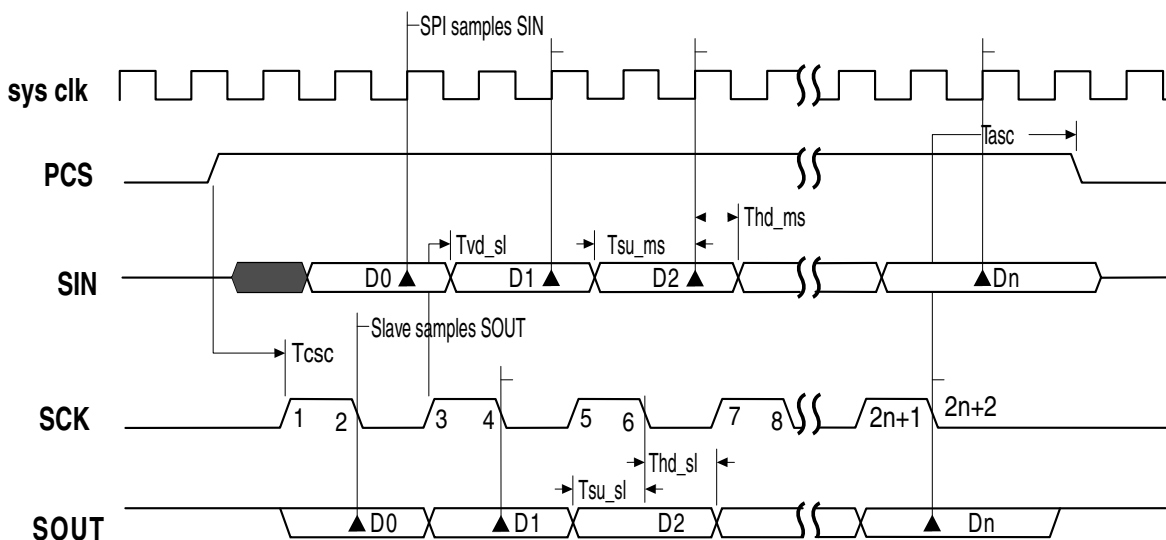 SPI samples SIN
sys clk
Tasc
PCS
Thd_ms
Tvd_sl
Tsu_ms
SIN
D0
D1
D2
Dn
Slave samples SOUT
Tcsc
SCK
1
2
3
4
5
6
7
8
2n+1
2n+2
Thd_sl
Tsu_sl
SOUT
D0
D1
D2
Dn